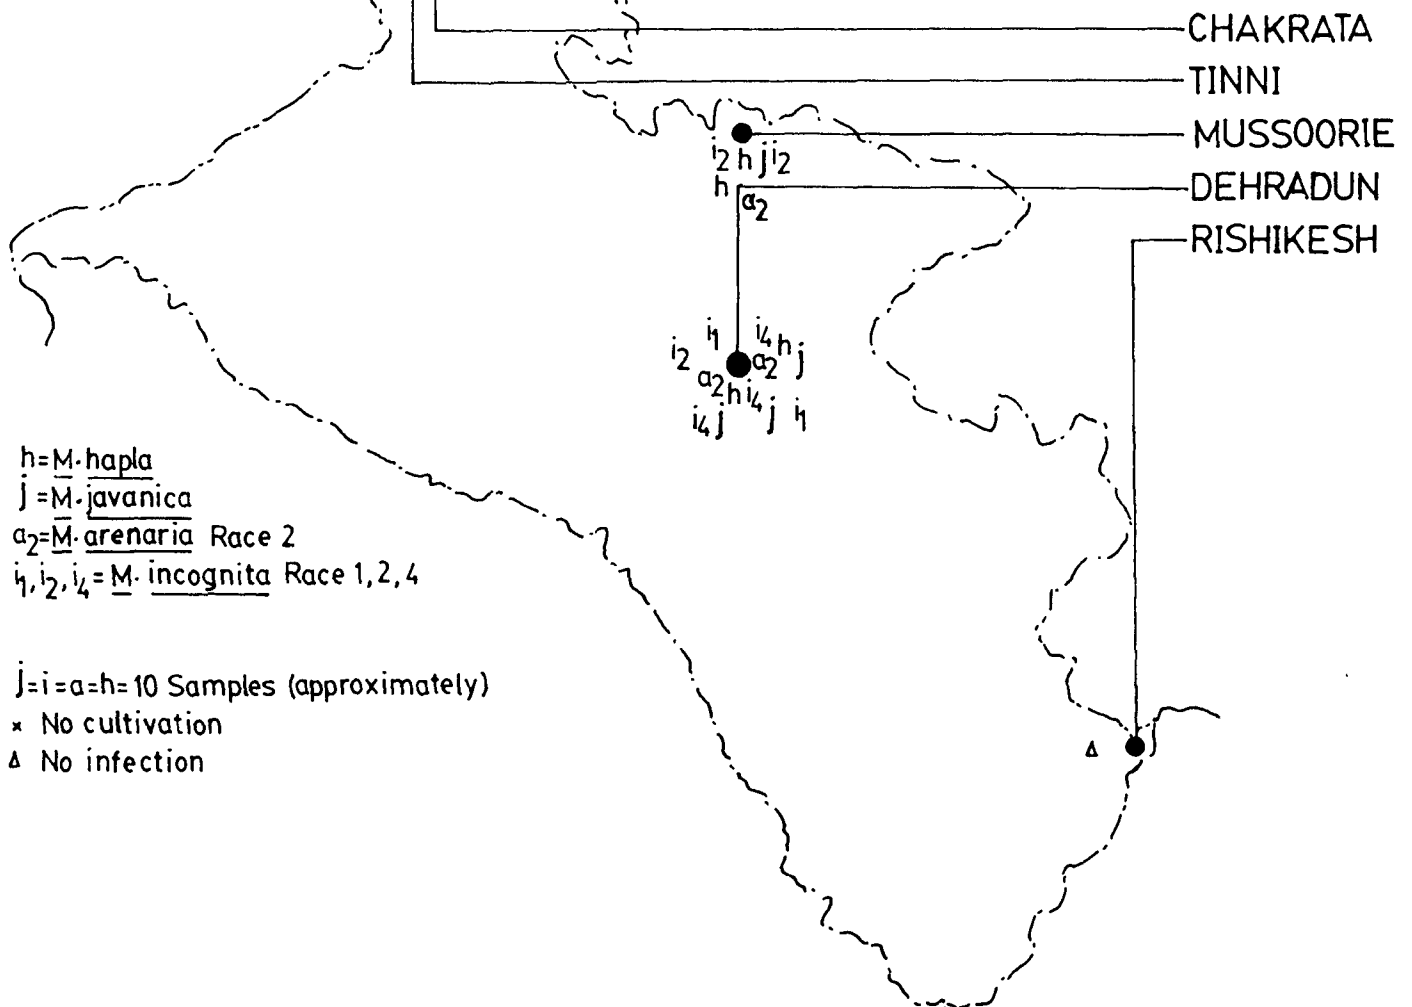 CHAKRATA
TINNI
MUSSOORIE
i2 h j i2
h
a2
DEHRADUN
RISHIKESH
i1 i4 h j
i2 a2
a2 h i4
i4 j j i1
h=M. hapla
j=M. javanica
a2=M. arenaria Race 2
i1, i2, i4= M. incognita Race 1,2,4
j=i=a=h=10 Samples (approximately)
× No cultivation
Δ No infection
Δ